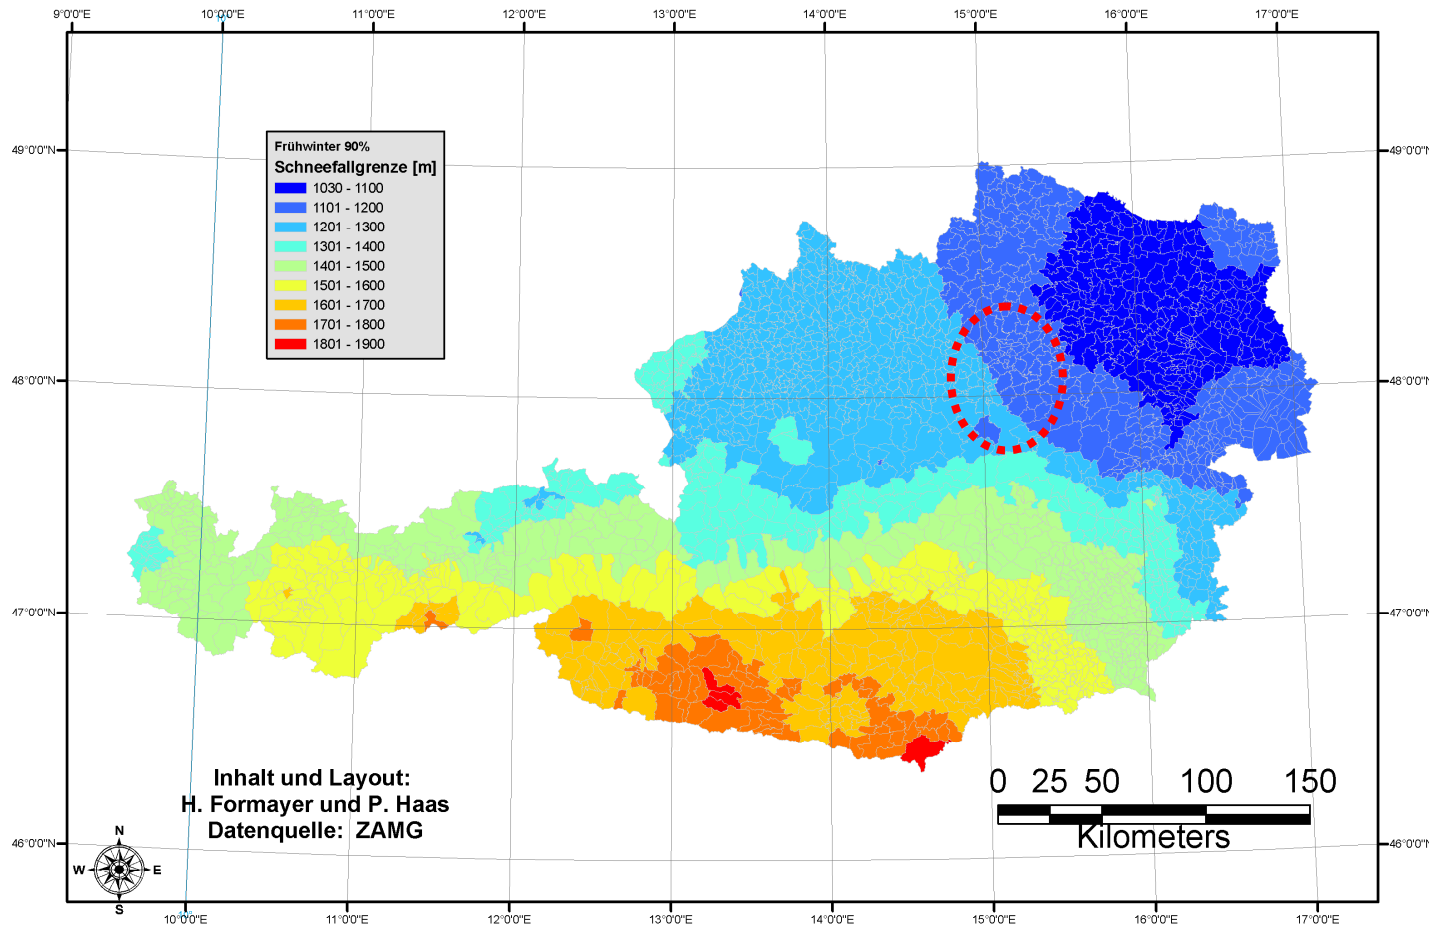 9°0'0"E 10°0'0"E 11°0'0"E 12°0'0"E 13°0'0"E 14°0'0"E 15°0'0"E 16°0'0"E 17°0'0"E
49°0'0"N 49°0'0"N
Frühwinter 90%
Schneefallgrenze [m]
1030 - 1100
1101 - 1200
1201 - 1300
1301 - 1400
1401 - 1500
1501 - 1600
1601 - 1700
1701 - 1800
1801 - 1900
48°0'0"N 48°0'0"N
47°0'0"N 47°0'0"N
Inhalt und Layout:
H. Formayer und P. Haas
Datenquelle: ZAMG
0 25 50 100 150
Kilometers
46°0'0"N 46°0'0"N
N
W E
S
10°0'0"E 11°0'0"E 12°0'0"E 13°0'0"E 14°0'0"E 15°0'0"E 16°0'0"E 17°0'0"E